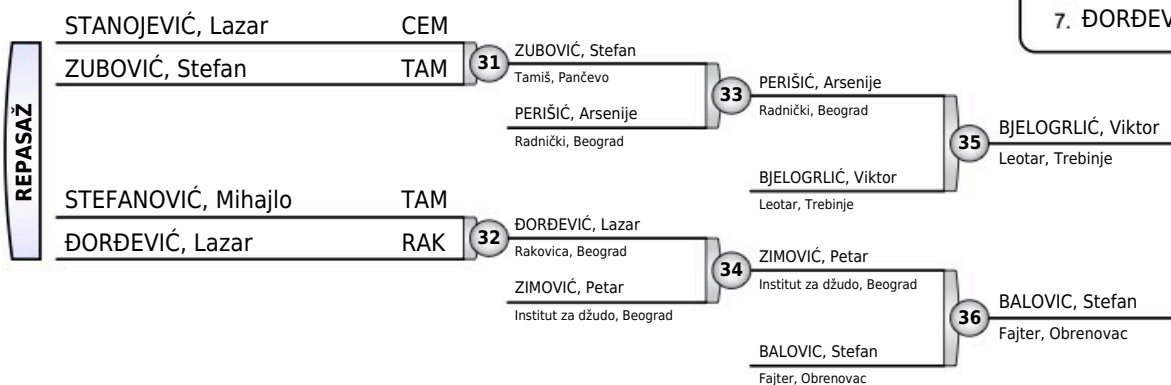 7. ĐORĐEV
REPASAŽ
STANOJEVIĆ, Lazar CEM
ZUBOVIĆ, Stefan TAM
31
ZUBOVIĆ, Stefan
Tamiš, Pančevo
PERIŠIĆ, Arsenije
Radnički, Beograd
33
PERIŠIĆ, Arsenije
Radnički, Beograd
BJELOGRLIĆ, Viktor
Leotar, Trebinje
35
BJELOGRLIĆ, Viktor
Leotar, Trebinje
STEFANOVIĆ, Mihajlo TAM
ĐORĐEVIĆ, Lazar RAK
32
ĐORĐEVIĆ, Lazar
Rakovica, Beograd
ZIMOVIĆ, Petar
Institut za džudo, Beograd
34
ZIMOVIĆ, Petar
Institut za džudo, Beograd
BALOVIC, Stefan
Fajter, Obrenovac
36
BALOVIC, Stefan
Fajter, Obrenovac